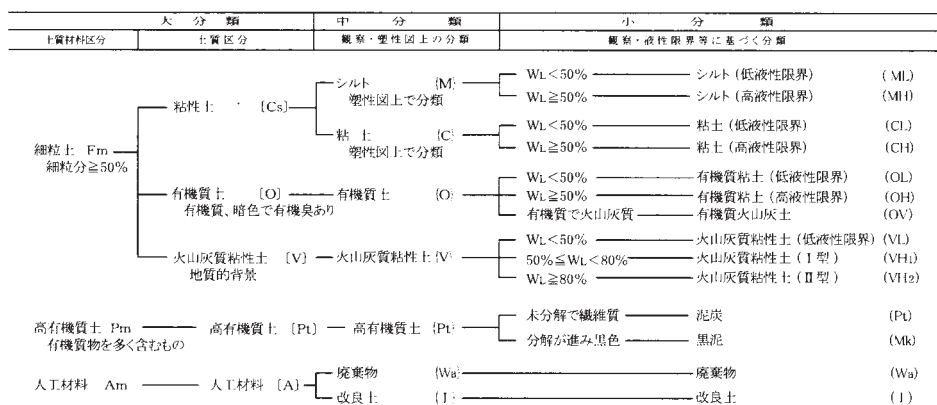 大分類 中分類 小分類
土質材料区分 土質区分 観察・塑性図上の分類 観察・液性限界等に基づく分類
シルト {M} WL<50% シルト(低液性限界) (ML)
塑性図上で分類 WL≧50% シルト(高液性限界) (MH)
粘性土 [Cs]
粘土 {C} WL<50% 粘土(低液性限界) (CL)
塑性図上で分類 WL≧50% 粘土(高液性限界) (CH)
細粒土 Fm
細粒分≧50%
WL<50% 有機質粘土(低液性限界) (OL)
有機質土 [O] 有機質土 {O} WL≧50% 有機質粘土(高液性限界) (OH)
有機質、暗色で有機臭あり 有機質で火山灰質 有機質火山灰土 (OV)
WL<50% 火山灰質粘性土(低液性限界) (VL)
火山灰質粘性土 [V] 火山灰質粘性土 {V} 50%≦WL<80% 火山灰質粘性土(I型) (VH1)
地質的背景 WL≧80% 火山灰質粘性土(II型) (VH2)
未分解で繊維質 泥炭 (Pt)
高有機質土 Pm 高有機質土 [Pt] 高有機質土 {Pt}
有機質物を多く含むもの 分解が進み黒色 黒泥 (Mk)
廃棄物 {Wa} 廃棄物 (Wa)
人工材料 Am 人工材料 [A]
改良土 {I} 改良土 (I)